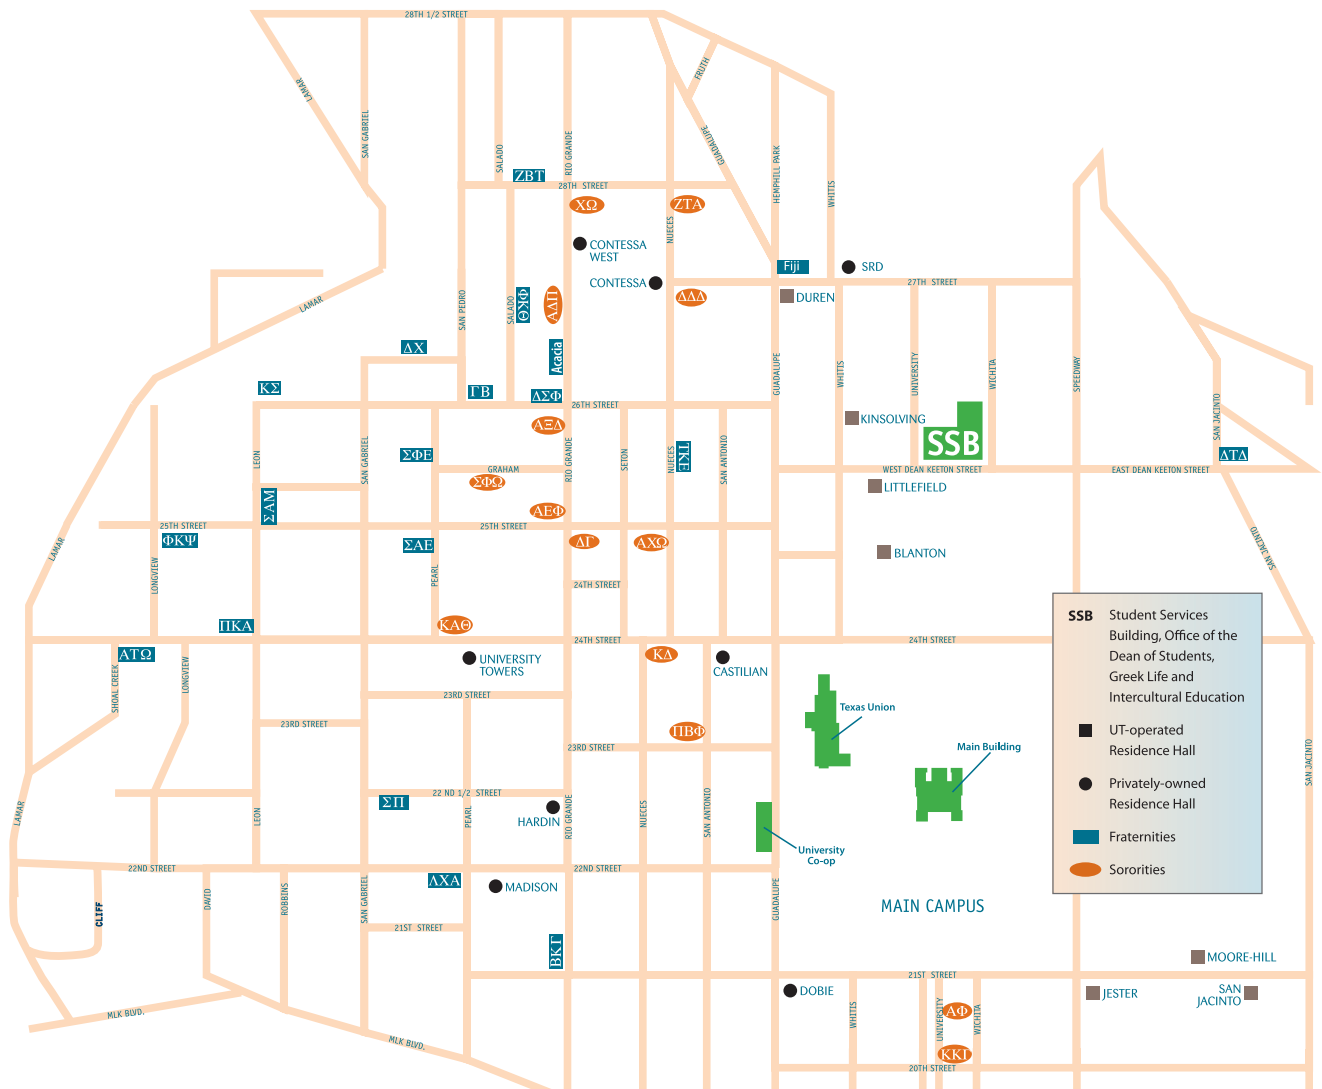 28TH 1/2 STREET
LAMAR
SAN GABRIEL
SALADO
RIO GRANDE
FRUTH
GUADALUPE
HEMPHILL PARK
WHITIS
ΖΒΤ
28TH STREET
ΧΩ
ΖΤΑ
NUECES
CONTESSA
WEST
CONTESSA
Fiji
SRD
27TH STREET
DUREN
LAMAR
SAN PEDRO
SALADO
ΦΚΘ
ΑΔΠ
ΔΔΔ
ΔΧ
Acacia
GUADALUPE
WHITIS
UNIVERSITY
WICHITA
SPEEDWAY
ΚΣ
ΓΒ
ΔΣΦ
26TH STREET
ΑΞΔ
KINSOLVING
SSB
SAN JACINTO
LEON
SAN GABRIEL
ΣΦΕ
GRAHAM
RIO GRANDE
SETON
NUECES
ΤΚΕ
SAN ANTONIO
WEST DEAN KEETON STREET
EAST DEAN KEETON STREET
ΔΤΔ
ΣΦΩ
LITTLEFIELD
ΣΑΜ
ΑΕΦ
25TH STREET
25TH STREET
ΦΚΨ
ΣΑΕ
ΔΓ
ΑΧΩ
BLANTON
SAN JACINTO
LAMAR
LONGVIEW
PEARL
24TH STREET
ΠΚΑ
ΚΑΘ
24TH STREET
24TH STREET
ΑΤΩ
UNIVERSITY
TOWERS
ΚΔ
CASTILIAN
SHOAL CREEK
LONGVIEW
23RD STREET
23RD STREET
ΠΒΦ
23RD STREET
Texas Union
Main Building
SSB
Student Services
Building, Office of the
Dean of Students,
Greek Life and
Intercultural Education
UT-operated
Residence Hall
Privately-owned
Residence Hall
Fraternities
Sororities
SAN JACINTO
22 ND 1/2 STREET
ΣΠ
HARDIN
LAMAR
LEON
PEARL
RIO GRANDE
NUECES
SAN ANTONIO
University
Co-op
22ND STREET
22ND STREET
ΛΧΑ
MADISON
CLIFF
DAVID
ROBBINS
SAN GABRIEL
GUADALUPE
MAIN CAMPUS
21ST STREET
ΒΚΤ
MOORE-HILL
21ST STREET
DOBIE
JESTER
SAN
JACINTO
MLK BLVD.
MLK BLVD.
WHITIS
UNIVERSITY
ΑΦ
WICHITA
ΚΚΓ
20TH STREET